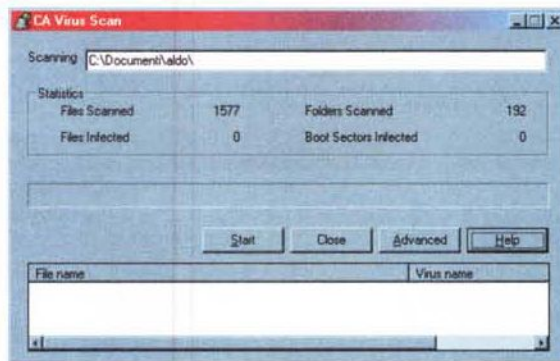 CA Virus Scan
Scanning C:\Documenti\aldo\
Statistics
Files Scanned 1577 Folders Scanned 192
Files Infected 0 Boot Sectors Infected 0
Start Close Advanced Help
File name Virus name